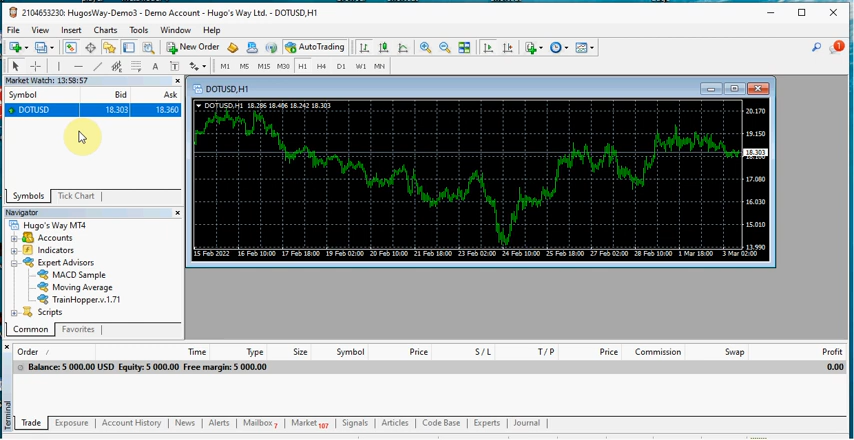 2104653230: HugosWay-Demo3 - Demo Account - Hugo's Way Ltd. - DOTUSD,H1
File View Insert Charts Tools Window Help
New Order AutoTrading 1
A T M1 M5 M15 M30 H1 H4 D1 W1 MN
Market Watch: 13:58:57
Symbol Bid Ask
DOTUSD 18.303 18.360
Symbols Tick Chart
Navigator
Hugo's Way MT4
Accounts
Indicators
Expert Advisors
MACD Sample
Moving Average
TrainHopper.v.1.71
Scripts
Common Favorites
DOTUSD,H1
DOTUSD,H1 18.286 18.406 18.242 18.303
20.170
19.150
18.303
18.100
17.080
16.030
15.010
13.990
15 Feb 2022 16 Feb 10:00 17 Feb 18:00 19 Feb 02:00 20 Feb 10:00 21 Feb 18:00 23 Feb 02:00 24 Feb 10:00 25 Feb 18:00 27 Feb 02:00 28 Feb 10:00 1 Mar 18:00 3 Mar 02:00
Order / Time Type Size Symbol Price S / L T / P Price Commission Swap Profit
Balance: 5 000.00 USD Equity: 5 000.00 Free margin: 5 000.00 0.00
Terminal
Trade Exposure Account History News Alerts Mailbox 7 Market 107 Signals Articles Code Base Experts Journal